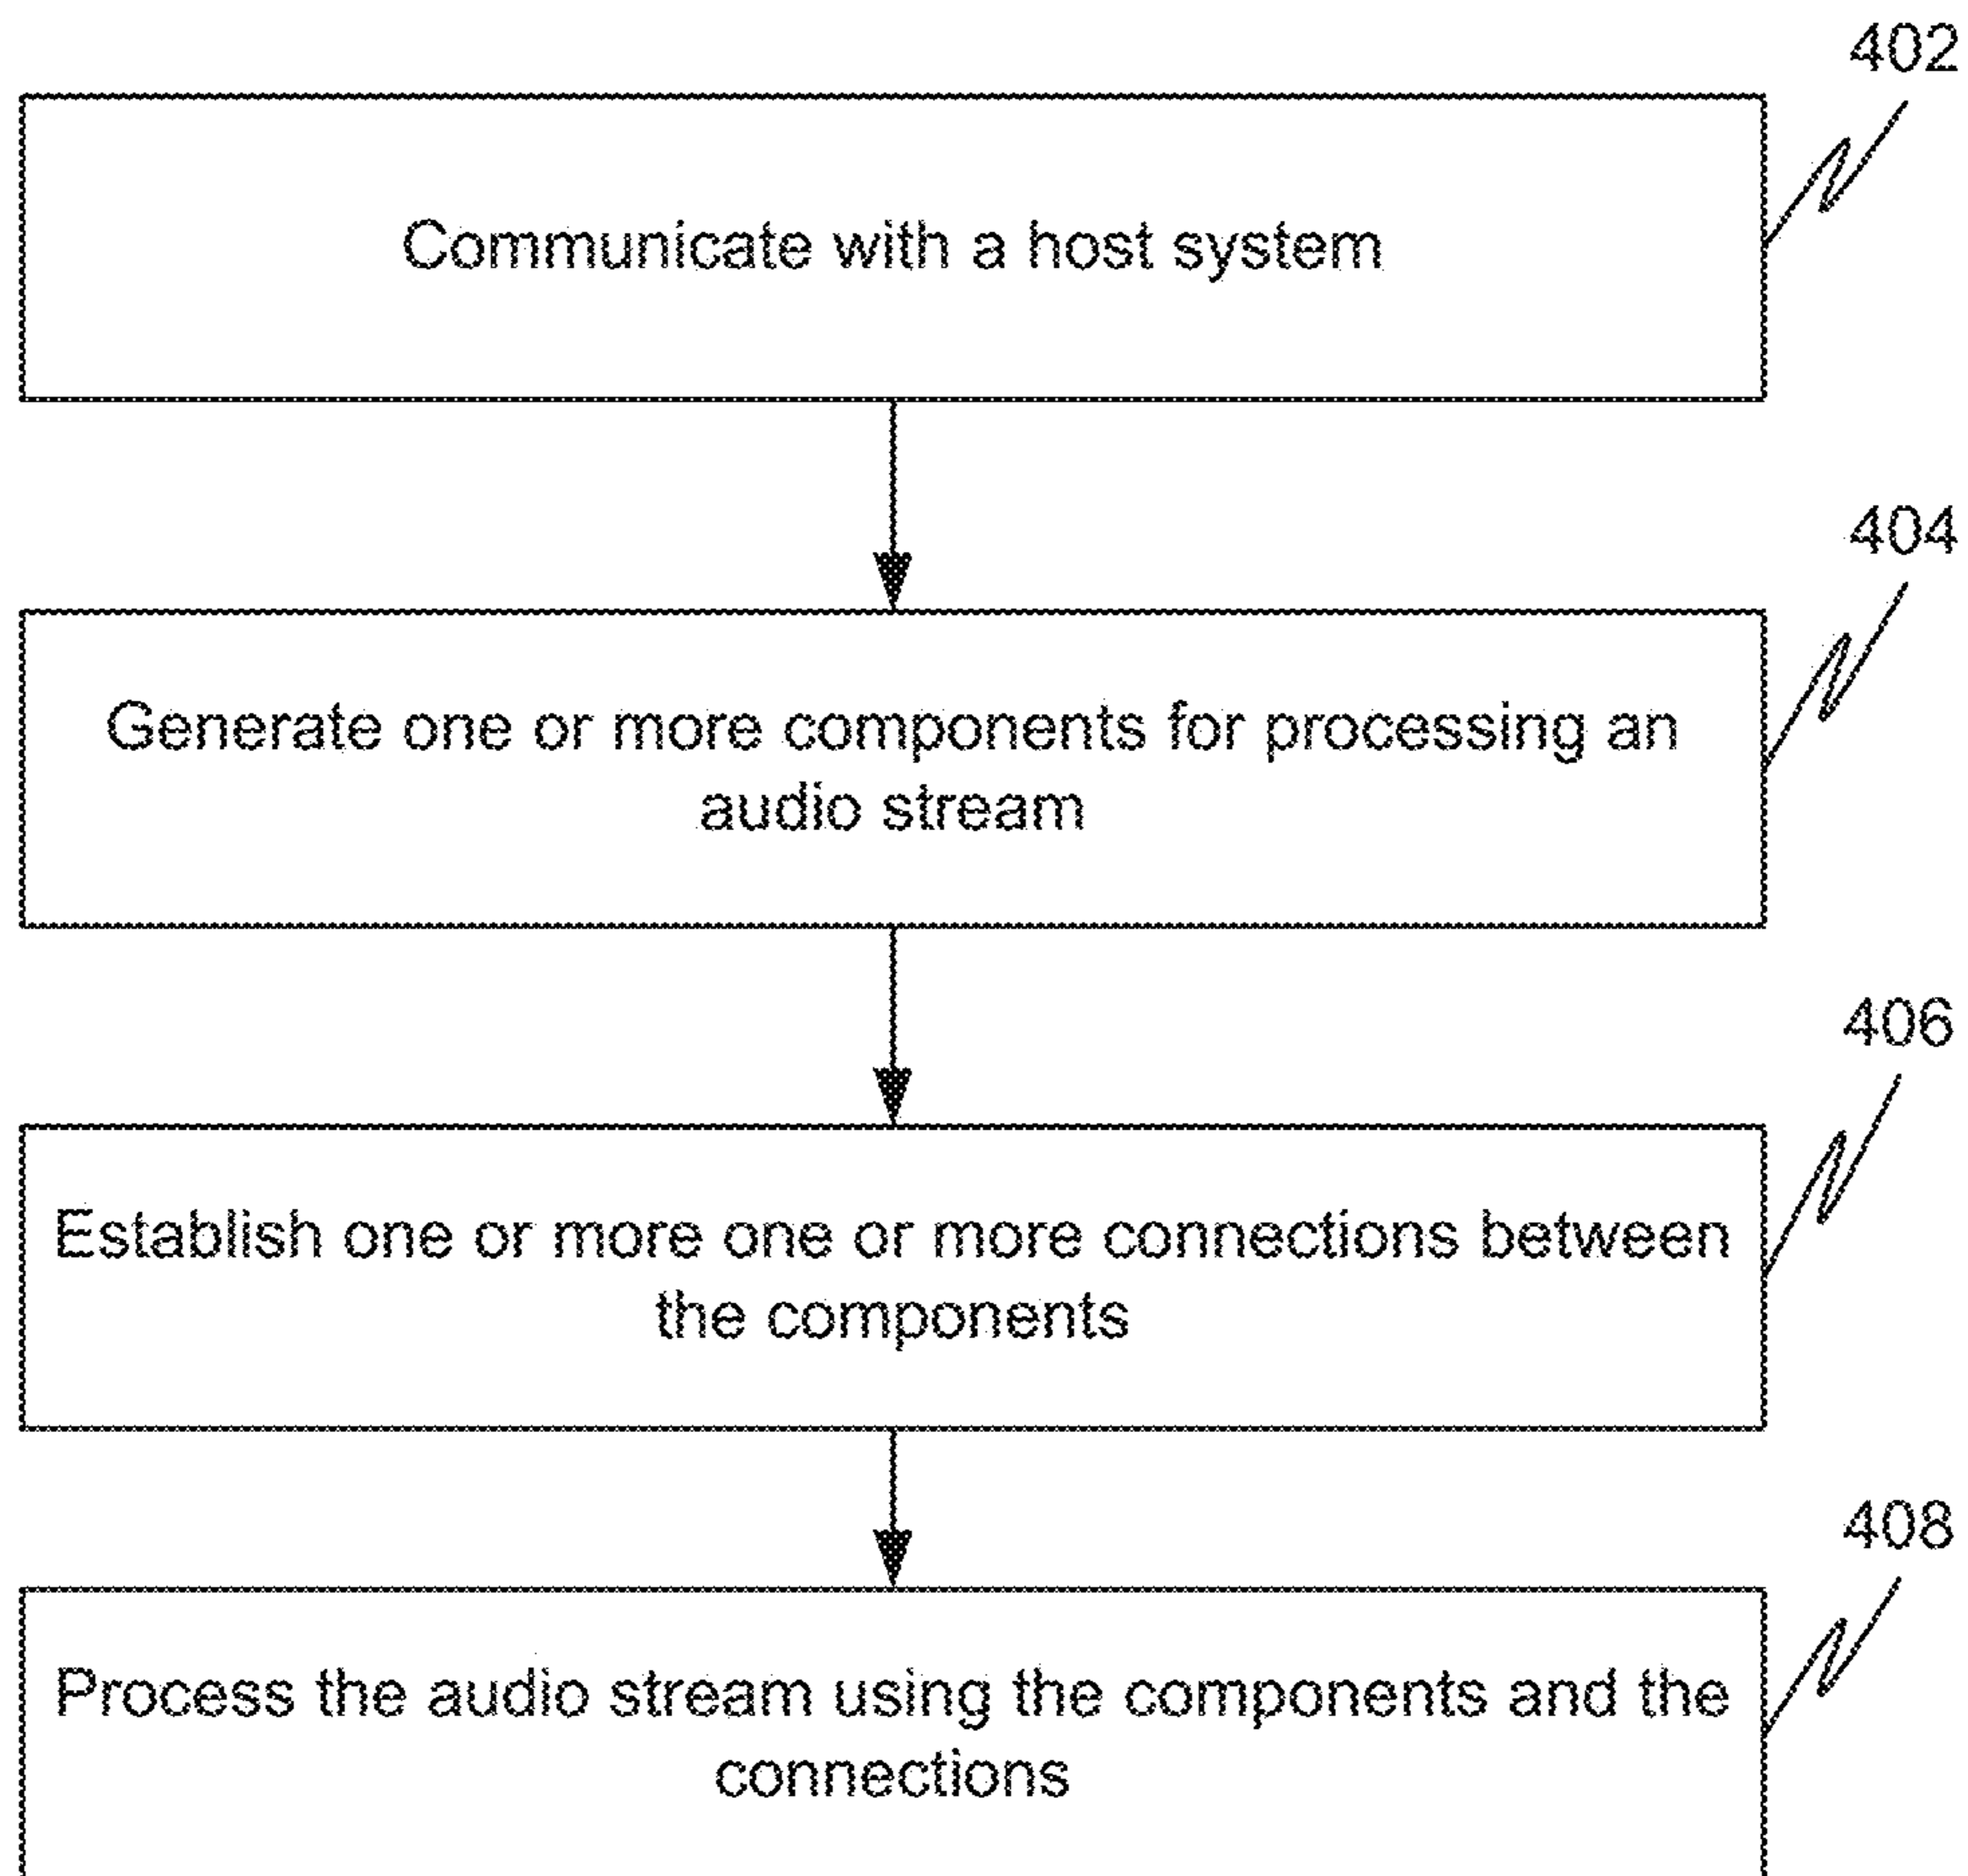 402
Communicate with a host system
404
Generate one or more components for processing an
audio stream
406
Establish one or more one or more connections between
the components
408
Process the audio stream using the components and the
connections